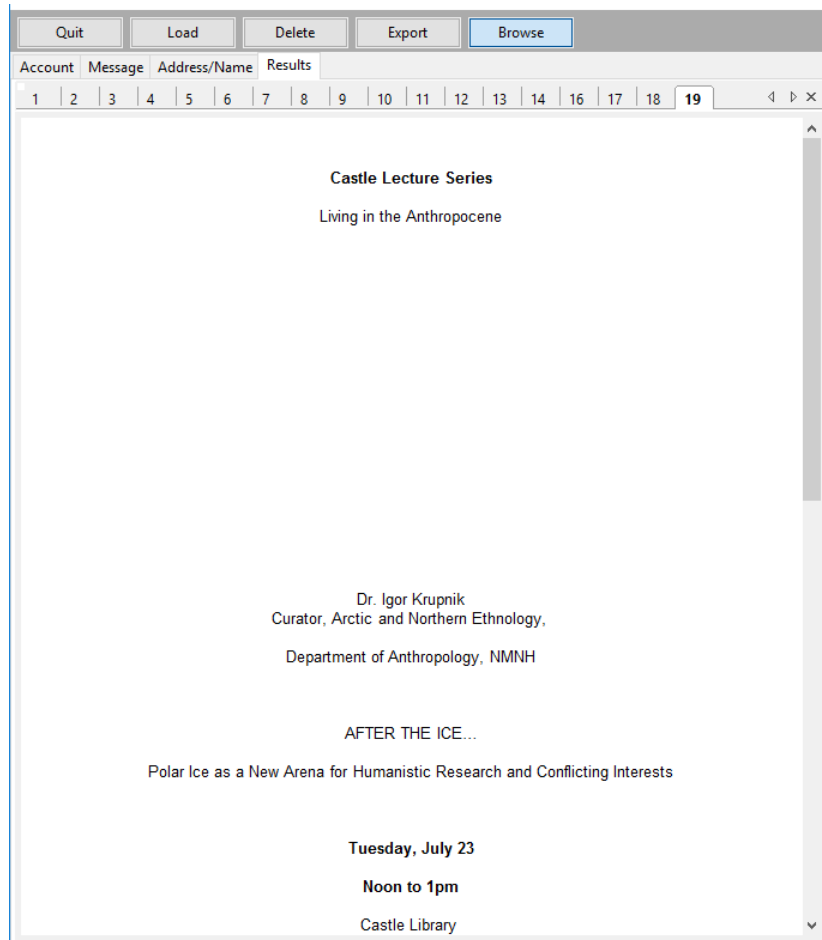 Quit Load Delete Export Browse
Account Message Address/Name Results
1 2 3 4 5 6 7 8 9 10 11 12 13 14 16 17 18 19
Castle Lecture Series
Living in the Anthropocene
Dr. Igor Krupnik
Curator, Arctic and Northern Ethnology,
Department of Anthropology, NMNH
AFTER THE ICE...
Polar Ice as a New Arena for Humanistic Research and Conflicting Interests
Tuesday, July 23
Noon to 1pm
Castle Library